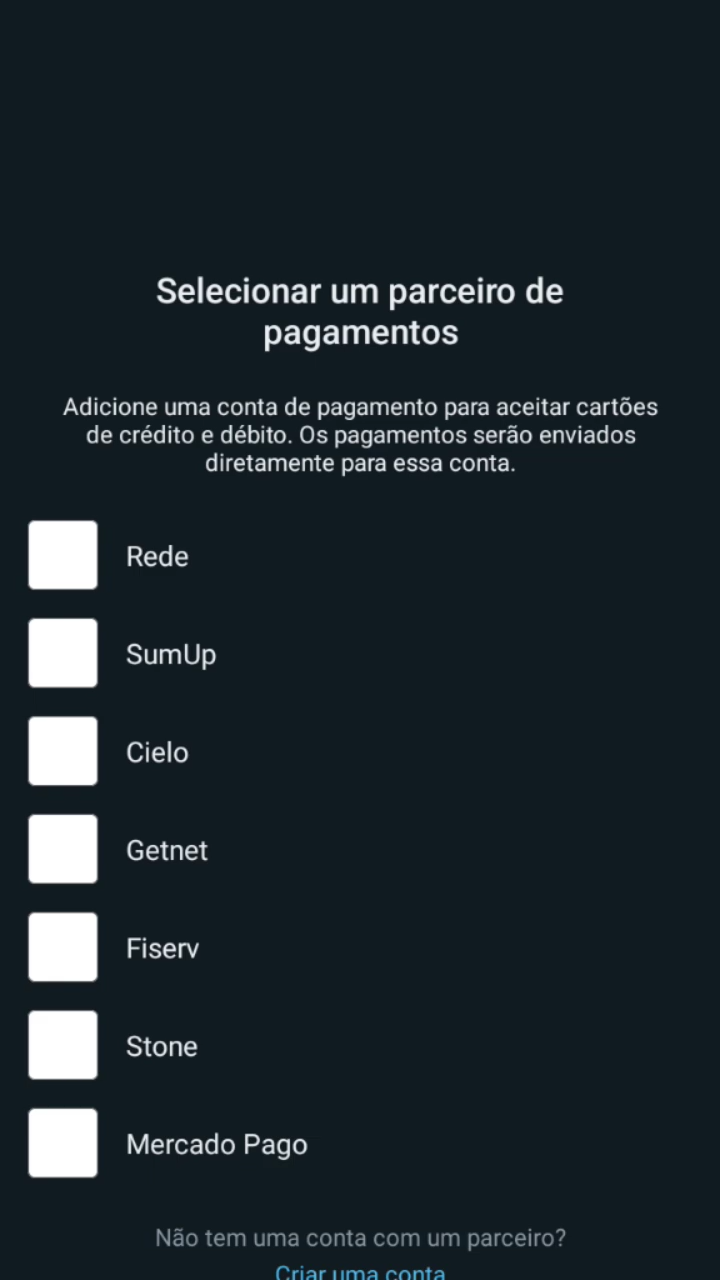 Selecionar um parceiro de
pagamentos
Adicione uma conta de pagamento para aceitar cartões
de crédito e débito. Os pagamentos serão enviados
diretamente para essa conta.
Rede
SumUp
Cielo
Getnet
Fiserv
Stone
Mercado Pago
Não tem uma conta com um parceiro?
Criar uma conta